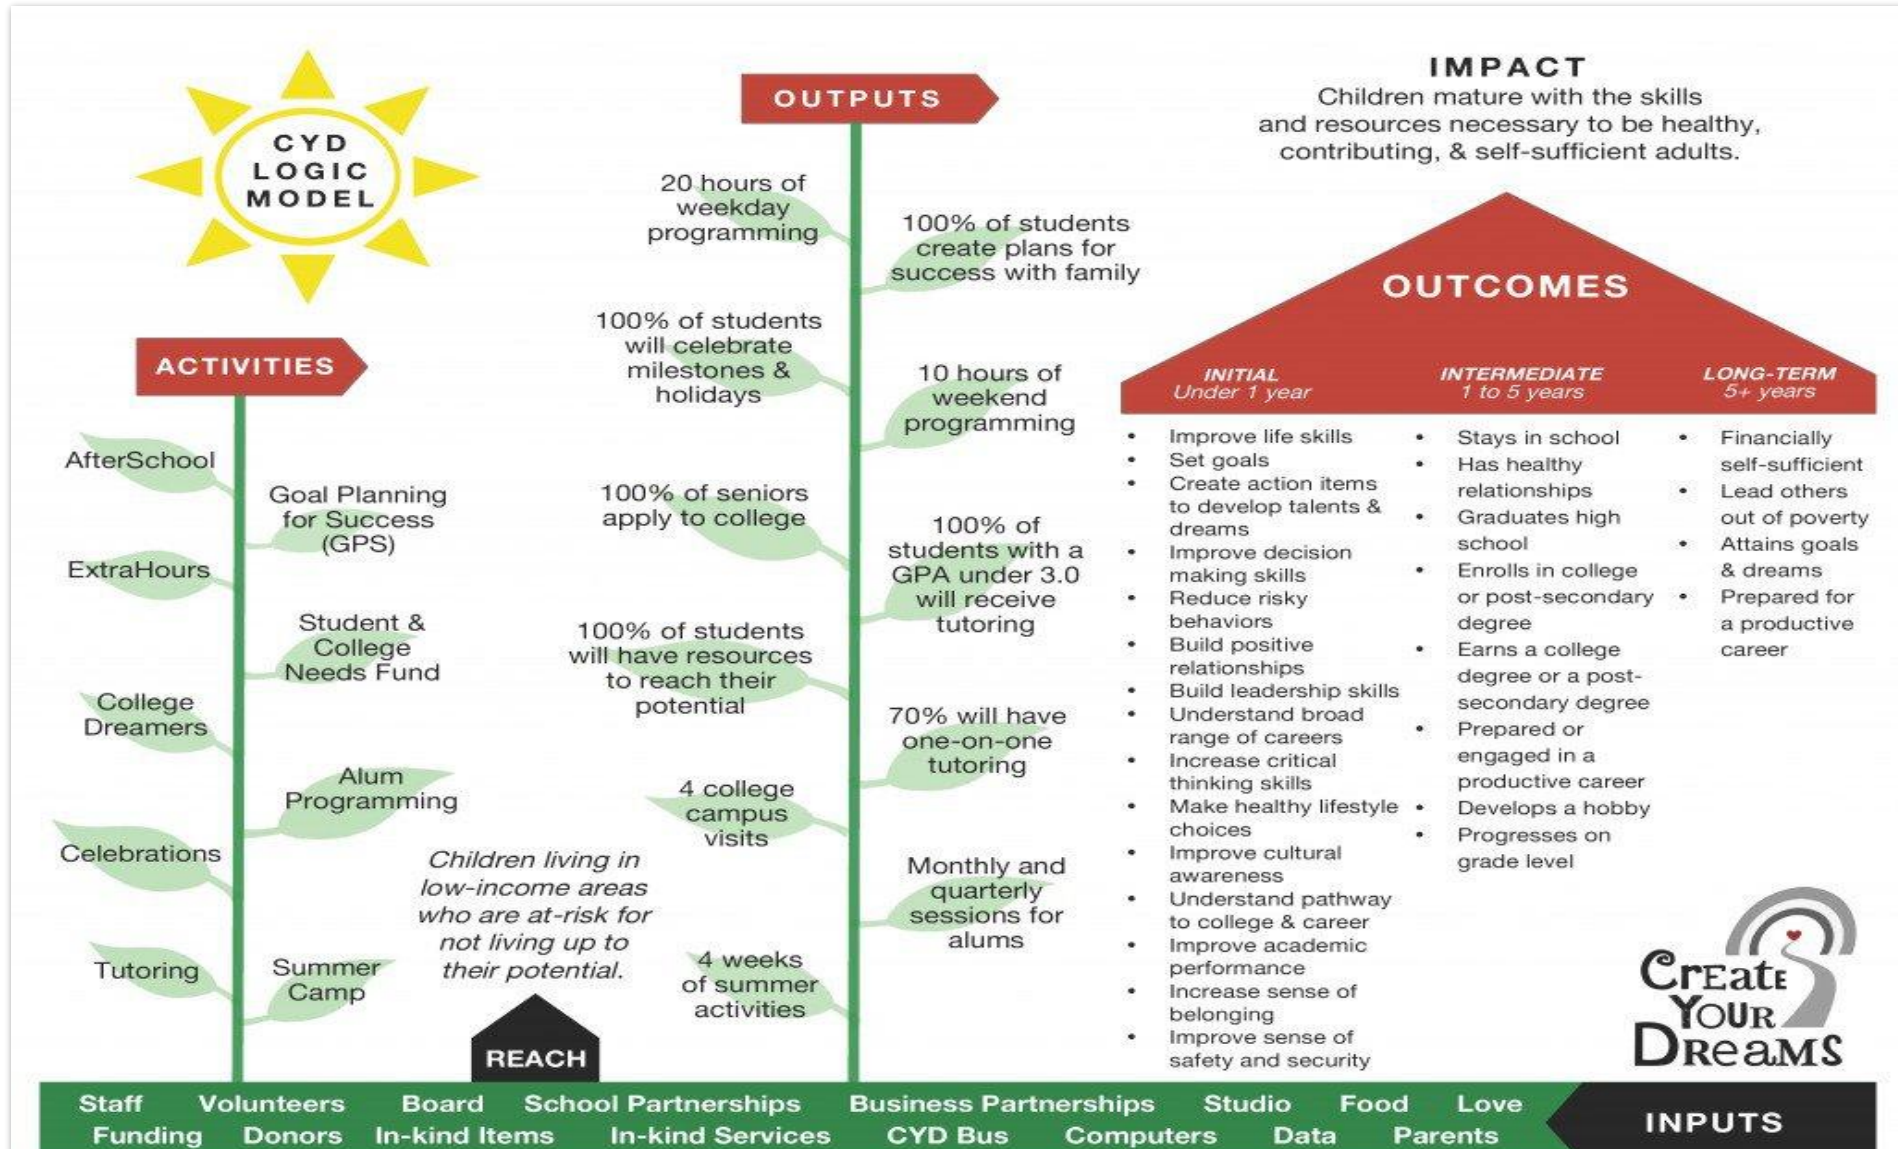 CYD
LOGIC
MODEL
ACTIVITIES
AfterSchool
Goal Planning
for Success
(GPS)
ExtraHours
Student &
College
Needs Fund
College
Dreamers
Alum
Programming
Celebrations
Tutoring
Summer
Camp
Children living in
low-income areas
who are at-risk for
not living up to
their potential.
REACH
OUTPUTS
20 hours of
weekday
programming
100% of students
create plans for
success with family
100% of students
will celebrate
milestones &
holidays
10 hours of
weekend
programming
100% of seniors
apply to college
100% of
students with a
GPA under 3.0
will receive
tutoring
100% of students
will have resources
to reach their
potential
70% will have
one-on-one
tutoring
4 college
campus
visits
Monthly and
quarterly
sessions for
alums
4 weeks
of summer
activities
IMPACT
Children mature with the skills
and resources necessary to be healthy,
contributing, & self-sufficient adults.
OUTCOMES
INITIAL
Under 1 year
• Improve life skills
• Set goals
• Create action items
to develop talents &
dreams
• Improve decision
making skills
• Reduce risky
behaviors
• Build positive
relationships
• Build leadership skills
• Understand broad
range of careers
• Increase critical
thinking skills
• Make healthy lifestyle
choices
• Improve cultural
awareness
• Understand pathway
to college & career
• Improve academic
performance
• Increase sense of
belonging
• Improve sense of
safety and security
INTERMEDIATE
1 to 5 years
• Stays in school
• Has healthy
relationships
• Graduates high
school
• Enrolls in college
or post-secondary
degree
• Earns a college
degree or a post-
secondary degree
• Prepared or
engaged in a
productive career
• Develops a hobby
• Progresses on
grade level
LONG-TERM
5+ years
• Financially
self-sufficient
• Lead others
out of poverty
• Attains goals
& dreams
• Prepared for
a productive
career
CrEatE
YOUR
DReaMS
Staff Volunteers Board School Partnerships Business Partnerships Studio Food Love
Funding Donors In-kind Items In-kind Services CYD Bus Computers Data Parents
INPUTS